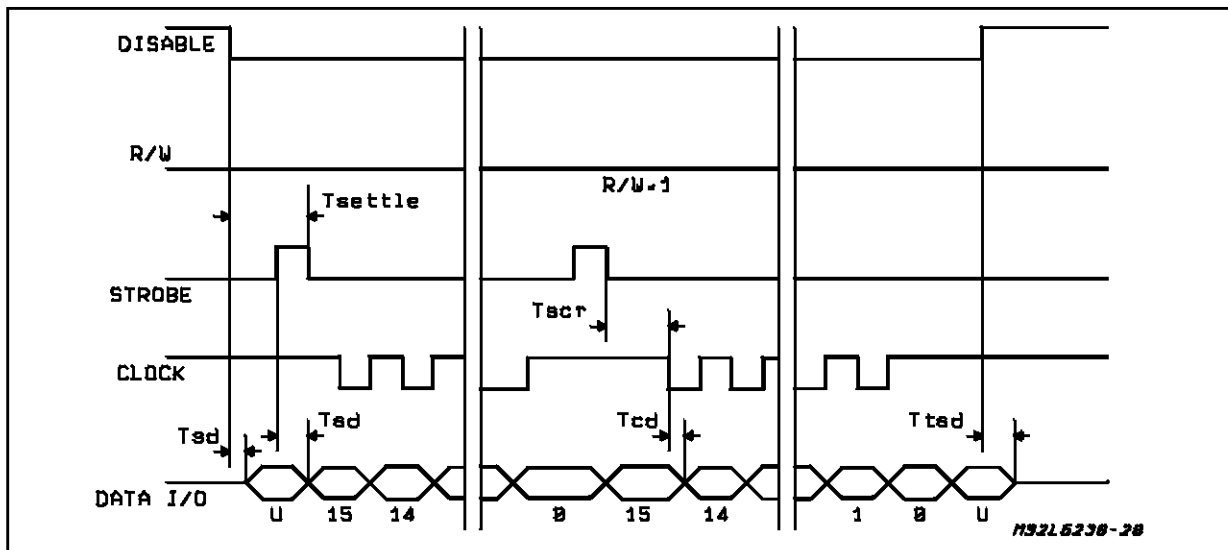 DISABLE
R/W
R/W=1
Tsettle
STROBE
Tscr
CLOCK
Tsd
Tsd
Tcd
Ttsd
DATA I/O
U 15 14 0 15 14 1 0 U
M92L6230-28